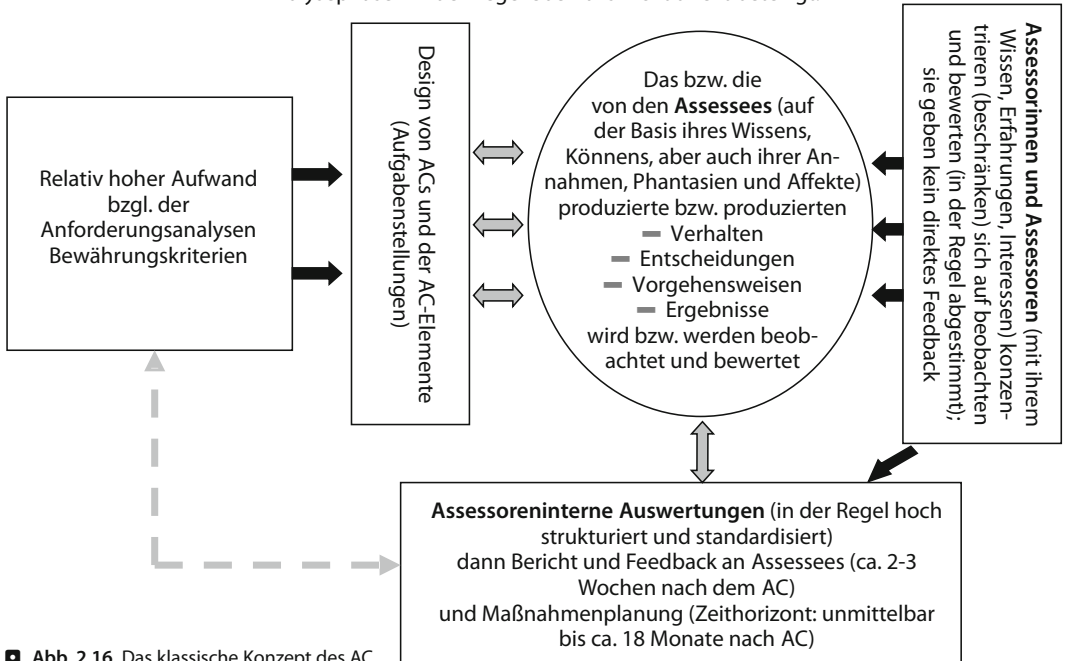 Relativ hoher Aufwand
bzgl. der
Anforderungsanalysen
Bewährungskriterien
Design von ACs und der AC-Elemente
(Aufgabenstellungen)
Das bzw. die
von den Assessees (auf
der Basis ihres Wissens,
Könnens, aber auch ihrer An-
nahmen, Phantasien und Affekte)
produzierte bzw. produzierten
– Verhalten
– Entscheidungen
– Vorgehensweisen
– Ergebnisse
wird bzw. werden beob-
achtet und bewertet
Assessorinnen und Assessoren (mit ihrem
Wissen, Erfahrungen, Interessen) konzen-
trieren (beschränken) sich auf beobachten
und bewerten (in der Regel abgestimmt);
sie geben kein direktes Feedback
Assessoreninterne Auswertungen (in der Regel hoch
strukturiert und standardisiert)
dann Bericht und Feedback an Assessees (ca. 2-3
Wochen nach dem AC)
und Maßnahmenplanung (Zeithorizont: unmittelbar
bis ca. 18 Monate nach AC)
Abb. 2.16 Das klassische Konzept des AC